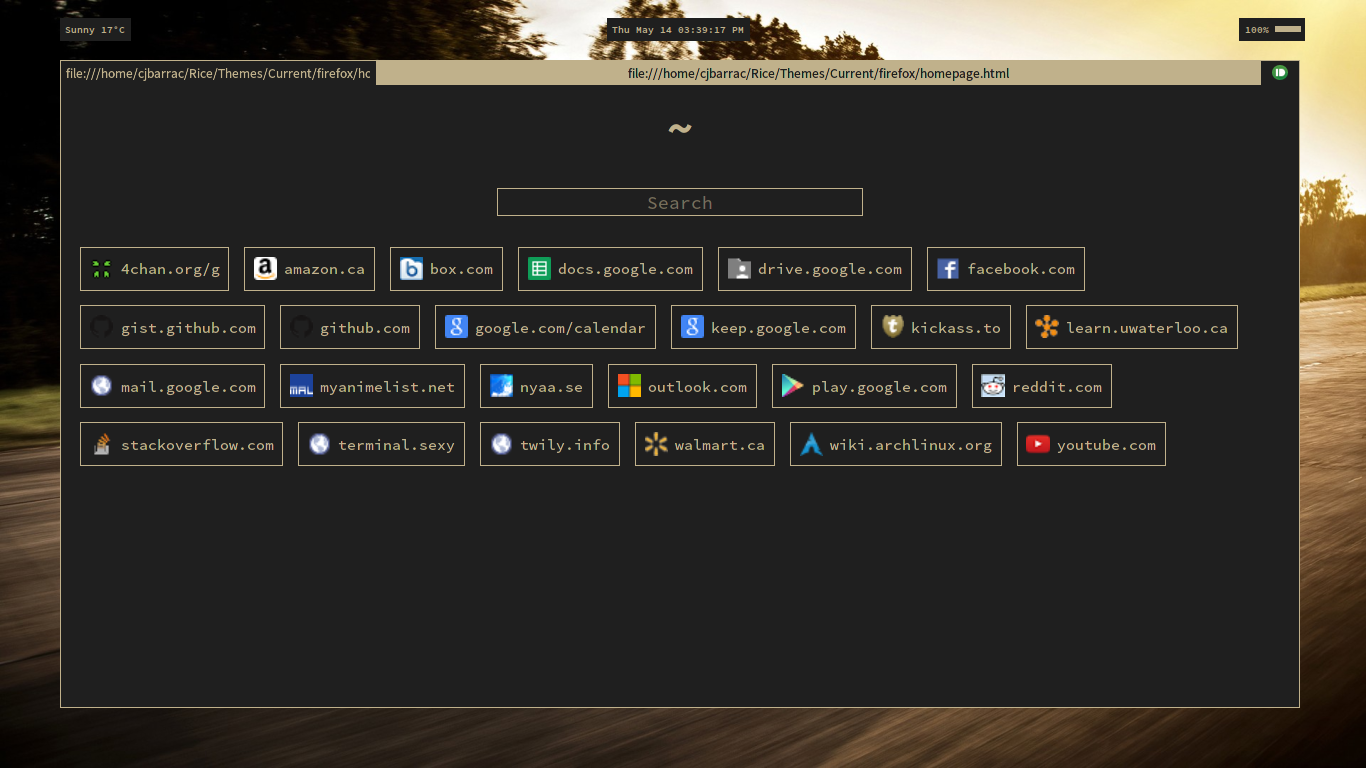 Sunny 17°C
Thu May 14 03:39:17 PM
100%
file:///home/cjbarrac/Rice/Themes/Current/firefox/hc
file:///home/cjbarrac/Rice/Themes/Current/firefox/homepage.html
~
Search
4chan.org/g
amazon.ca
box.com
docs.google.com
drive.google.com
facebook.com
gist.github.com
github.com
google.com/calendar
keep.google.com
kickass.to
learn.uwaterloo.ca
mail.google.com
myanimelist.net
nyaa.se
outlook.com
play.google.com
reddit.com
stackoverflow.com
terminal.sexy
twily.info
walmart.ca
wiki.archlinux.org
youtube.com